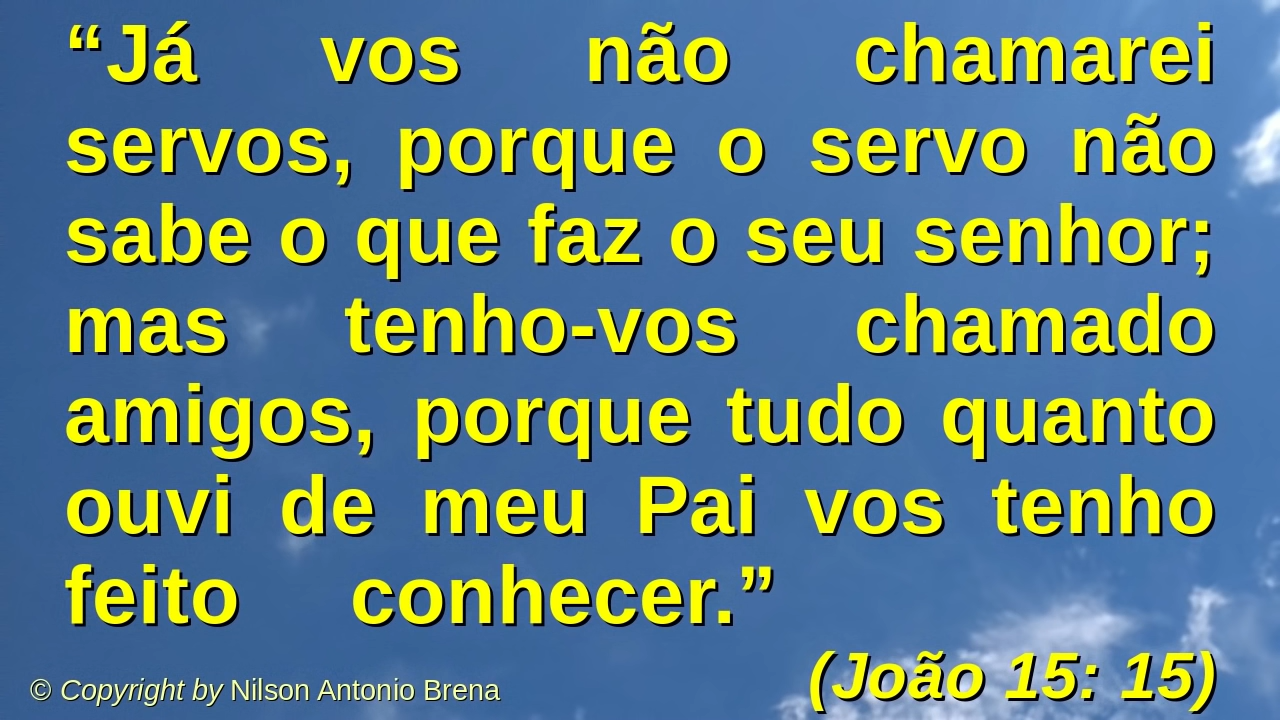 “Já vos não chamarei
servos, porque o servo não
sabe o que faz o seu senhor;
mas tenho-vos chamado
amigos, porque tudo quanto
ouvi de meu Pai vos tenho
feito conhecer.”
(João 15: 15)
© Copyright by Nilson Antonio Brena